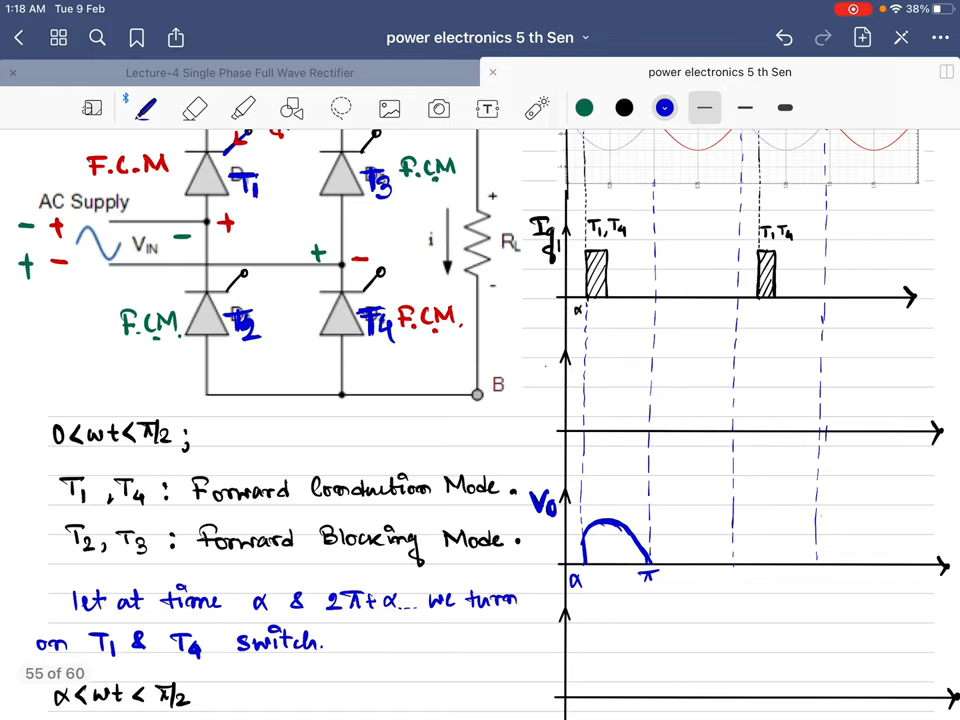 1:18 AM Tue 9 Feb
38%
power electronics 5 th Sen
Lecture-4 Single Phase Full Wave Rectifier
power electronics 5 th Sen
F.C.M T1 T3 F.C.M
AC Supply
- + VIN - +
+ - + -
i RL + -
F.C.M. T2 T4 F.C.M.
B
0 < wt < π/2 ;
T1 , T4 : Forward Conduction Mode .
T2 , T3 : Forward Blocking Mode .
let at time α & 2π+α... we turn
on T1 & T4 switch.
55 of 60
α < wt < π/2
Ig1 T1,T4 T1 T4
α
V0
α π